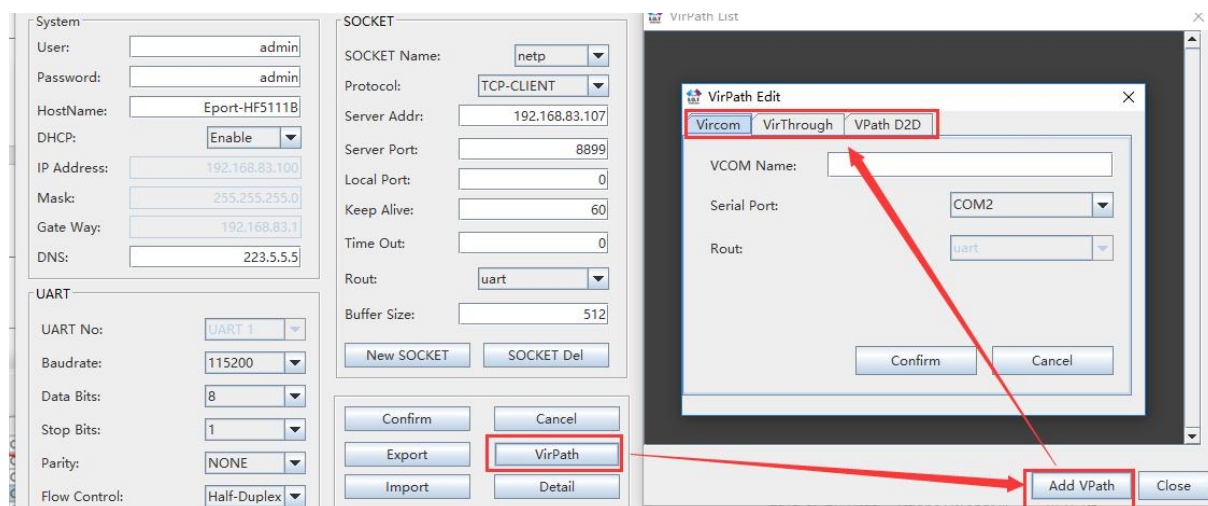 System
User: admin
Password: admin
HostName: Eport-HF5111B
DHCP: Enable
IP Address: 192.168.83.100
Mask: 255.255.255.0
Gate Way: 192.168.83.1
DNS: 223.5.5.5
UART
UART No: UART 1
Baudrate: 115200
Data Bits: 8
Stop Bits: 1
Parity: NONE
Flow Control: Half-Duplex
SOCKET
SOCKET Name: netp
Protocol: TCP-CLIENT
Server Addr: 192.168.83.107
Server Port: 8899
Local Port: 0
Keep Alive: 60
Time Out: 0
Rout: uart
Buffer Size: 512
New SOCKET SOCKET Del
Confirm Cancel
Export VirPath
Import Detail
VirPath List
VirPath Edit
Vircom VirThrough VPath D2D
VCOM Name:
Serial Port: COM2
Rout: uart
Confirm Cancel
Add VPath Close